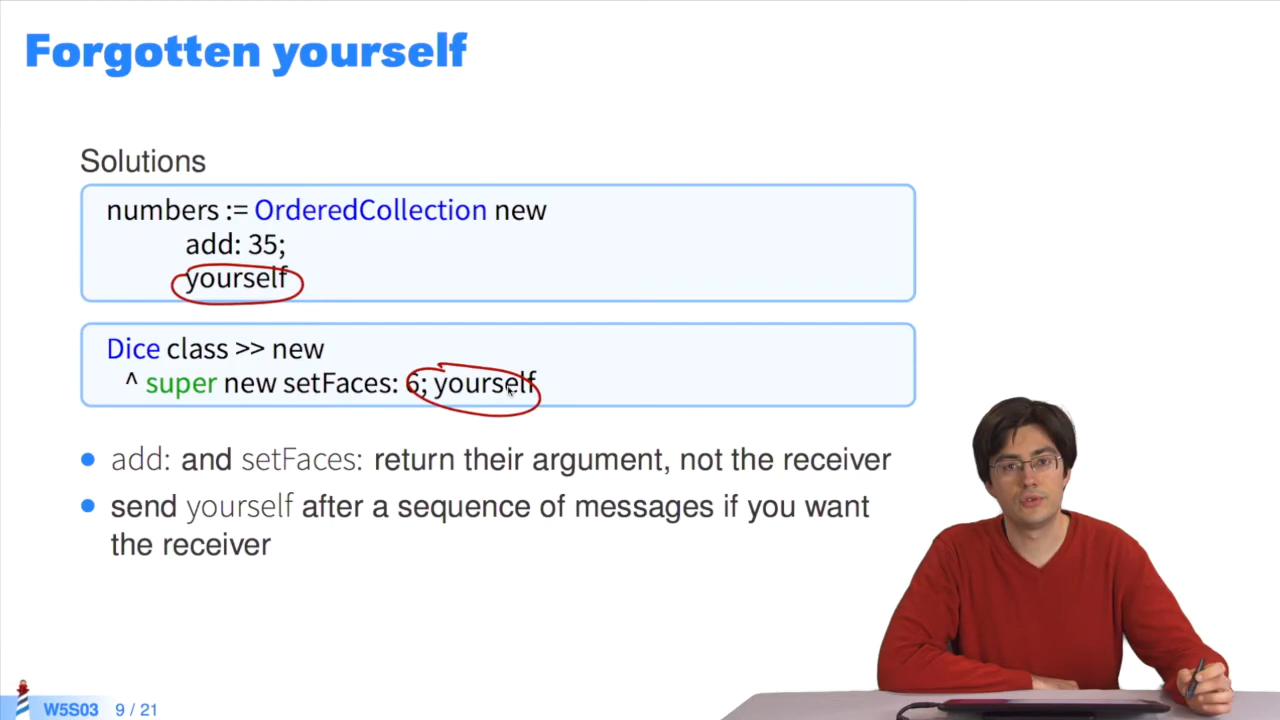 Forgotten yourself
Solutions
numbers := OrderedCollection new
add: 35;
yourself
Dice class >> new
^ super new setFaces: 6; yourself
add: and setFaces: return their argument, not the receiver
send yourself after a sequence of messages if you want
the receiver
W5S03 9 / 21